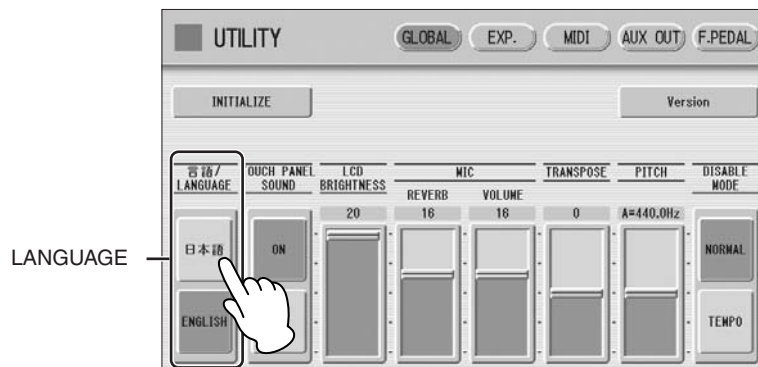 UTILITY
GLOBAL EXP. MIDI AUX OUT F.PEDAL
INITIALIZE Version
言語/ OUCH PANEL LCD MIC TRANSPOSE PITCH DISABLE
LANGUAGE SOUND BRIGHTNESS REVERB VOLUME MODE
20 16 16 0 A=440.0Hz
LANGUAGE 日本語 ON NORMAL
ENGLISH TEMPO